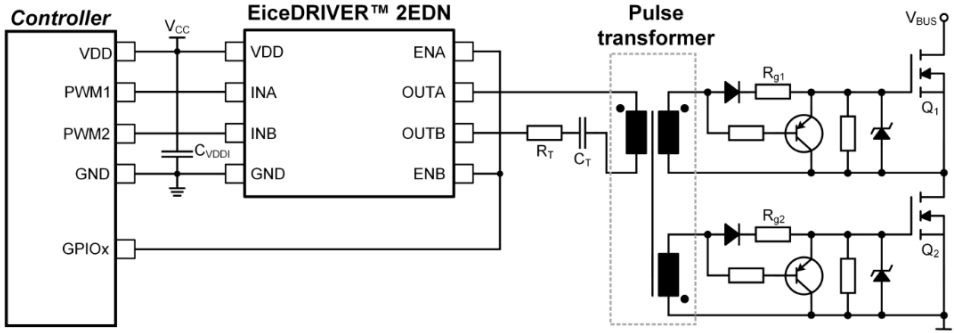 Controller
VDD
PWM1
PWM2
GND
GPIOx
VCC
CVDDI
EiceDRIVER™ 2EDN
VDD
INA
INB
GND
ENA
OUTA
OUTB
ENB
RT
CT
Pulse
transformer
Rg1
VBUS
Q1
Rg2
Q2